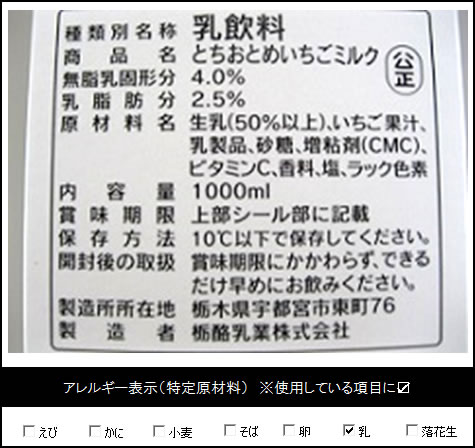 種類別名称 乳飲料
商品名 とちおとめいちごミルク
公正
無脂乳固形分 4.0%
乳脂肪分 2.5%
原材料名 生乳(50%以上)、いちご果汁、
乳製品、砂糖、増粘剤(CMC)、
ビタミンC、香料、塩、ラック色素
内容量 1000ml
賞味期限 上部シール部に記載
保存方法 10℃以下で保存してください。
開封後の取扱 賞味期限にかかわらず、できる
だけ早めにお飲みください。
製造所所在地 栃木県宇都宮市東町76
製造者 栃酪乳業株式会社
アレルギー表示(特定原材料) ※使用している項目に☑
☐えび ☐かに ☐小麦 ☐そば ☐卵 ☑乳 ☐落花生